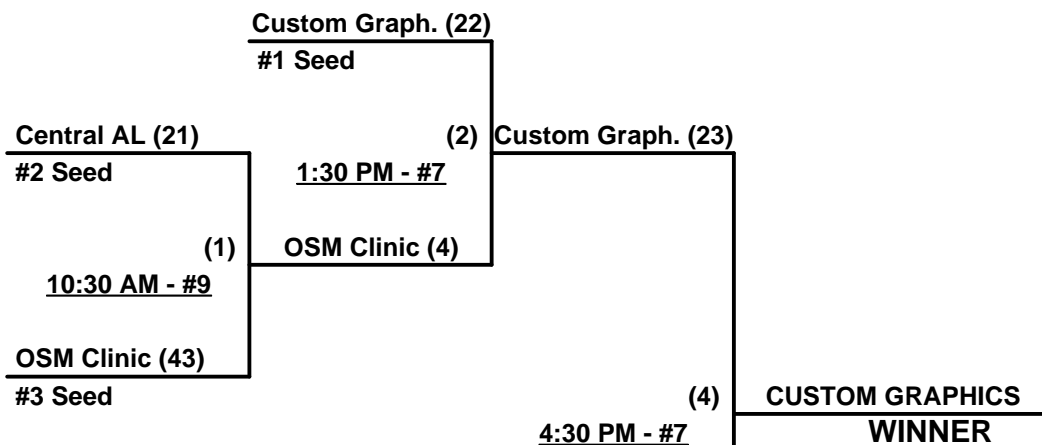 Custom Graph. (22)
#1 Seed
Central AL (21)
(2)
Custom Graph. (23)
#2 Seed
1:30 PM - #7
(1)
OSM Clinic (4)
10:30 AM - #9
OSM Clinic (43)
#3 Seed
(4)
CUSTOM GRAPHICS
4:30 PM - #7
WINNER